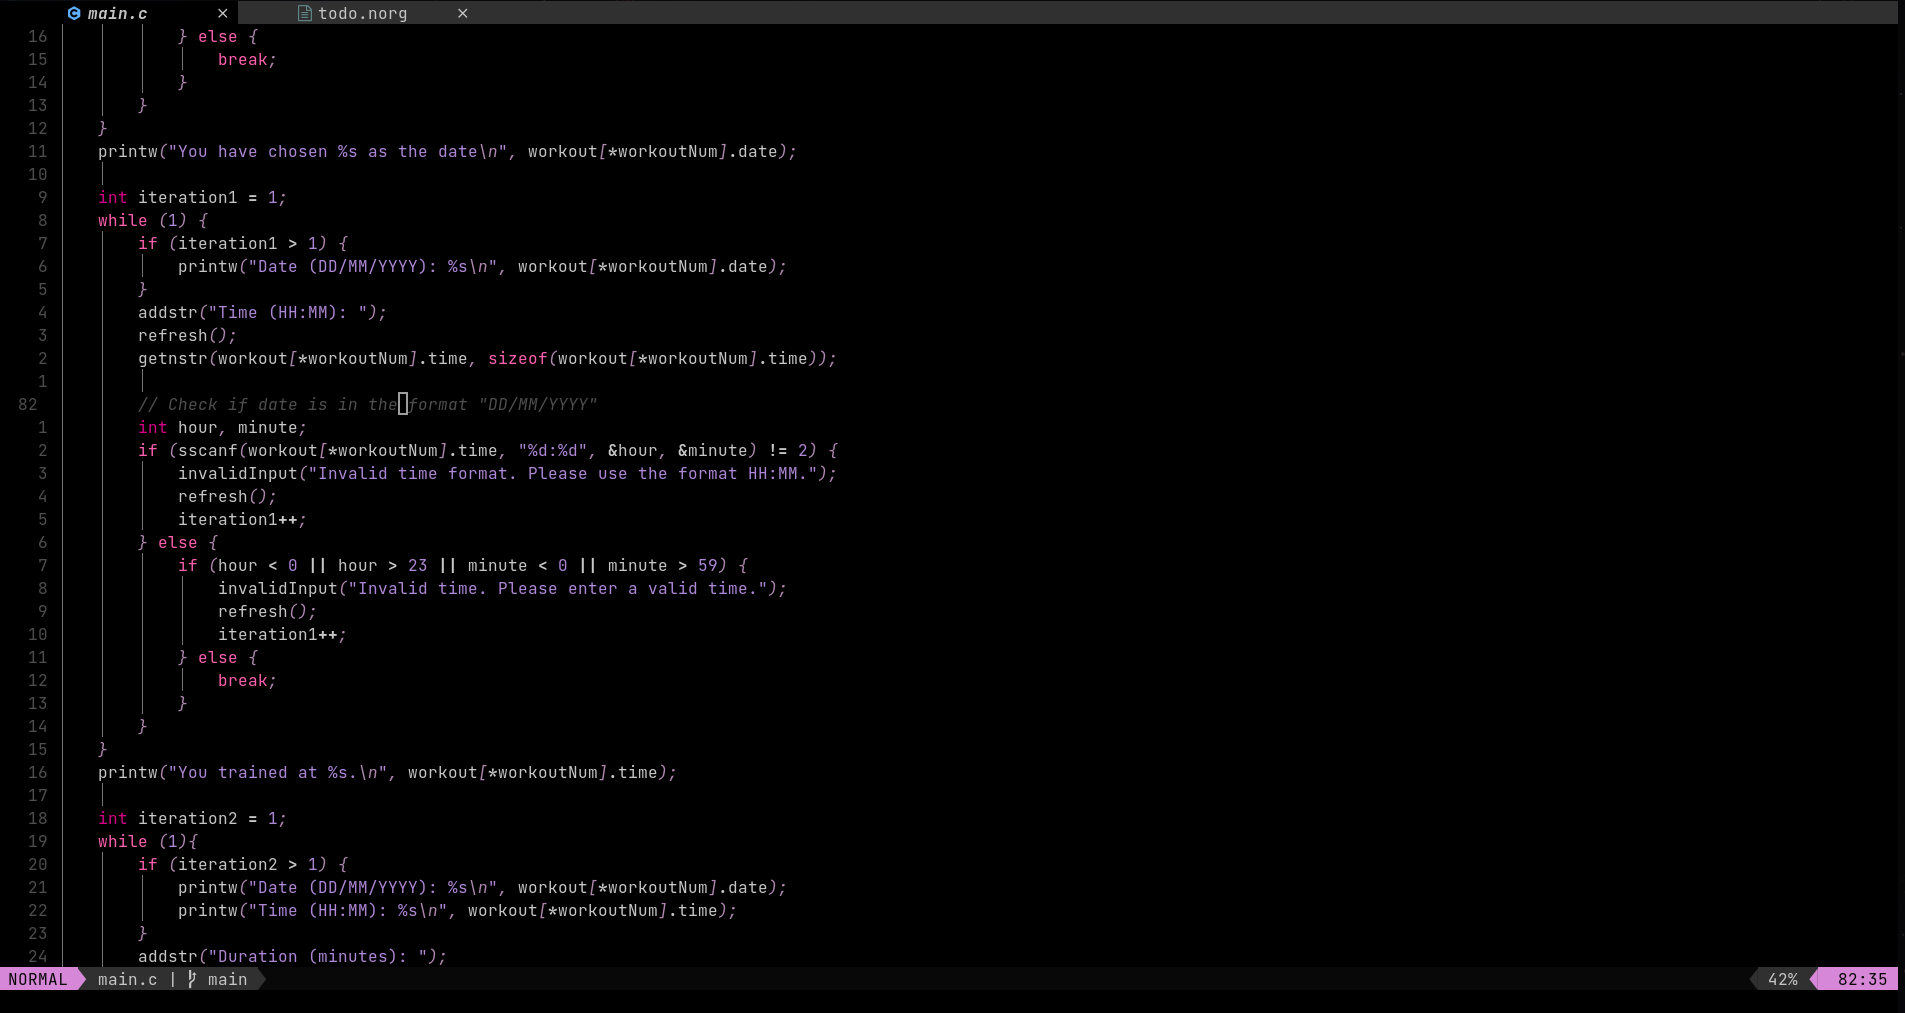 main.c × todo.norg ×
16 } else {
15 break;
14 }
13 }
12 }
11 printw("You have chosen %s as the date\n", workout[*workoutNum].date);
10
9 int iteration1 = 1;
8 while (1) {
7 if (iteration1 > 1) {
6 printw("Date (DD/MM/YYYY): %s\n", workout[*workoutNum].date);
5 }
4 addstr("Time (HH:MM): ");
3 refresh();
2 getnstr(workout[*workoutNum].time, sizeof(workout[*workoutNum].time));
1
82 // Check if date is in the format "DD/MM/YYYY"
1 int hour, minute;
2 if (sscanf(workout[*workoutNum].time, "%d:%d", &hour, &minute) != 2) {
3 invalidInput("Invalid time format. Please use the format HH:MM.");
4 refresh();
5 iteration1++;
6 } else {
7 if (hour < 0 || hour > 23 || minute < 0 || minute > 59) {
8 invalidInput("Invalid time. Please enter a valid time.");
9 refresh();
10 iteration1++;
11 } else {
12 break;
13 }
14 }
15 }
16 printw("You trained at %s.\n", workout[*workoutNum].time);
17
18 int iteration2 = 1;
19 while (1){
20 if (iteration2 > 1) {
21 printw("Date (DD/MM/YYYY): %s\n", workout[*workoutNum].date);
22 printw("Time (HH:MM): %s\n", workout[*workoutNum].time);
23 }
24 addstr("Duration (minutes): ");
NORMAL main.c | main 42% 82:35